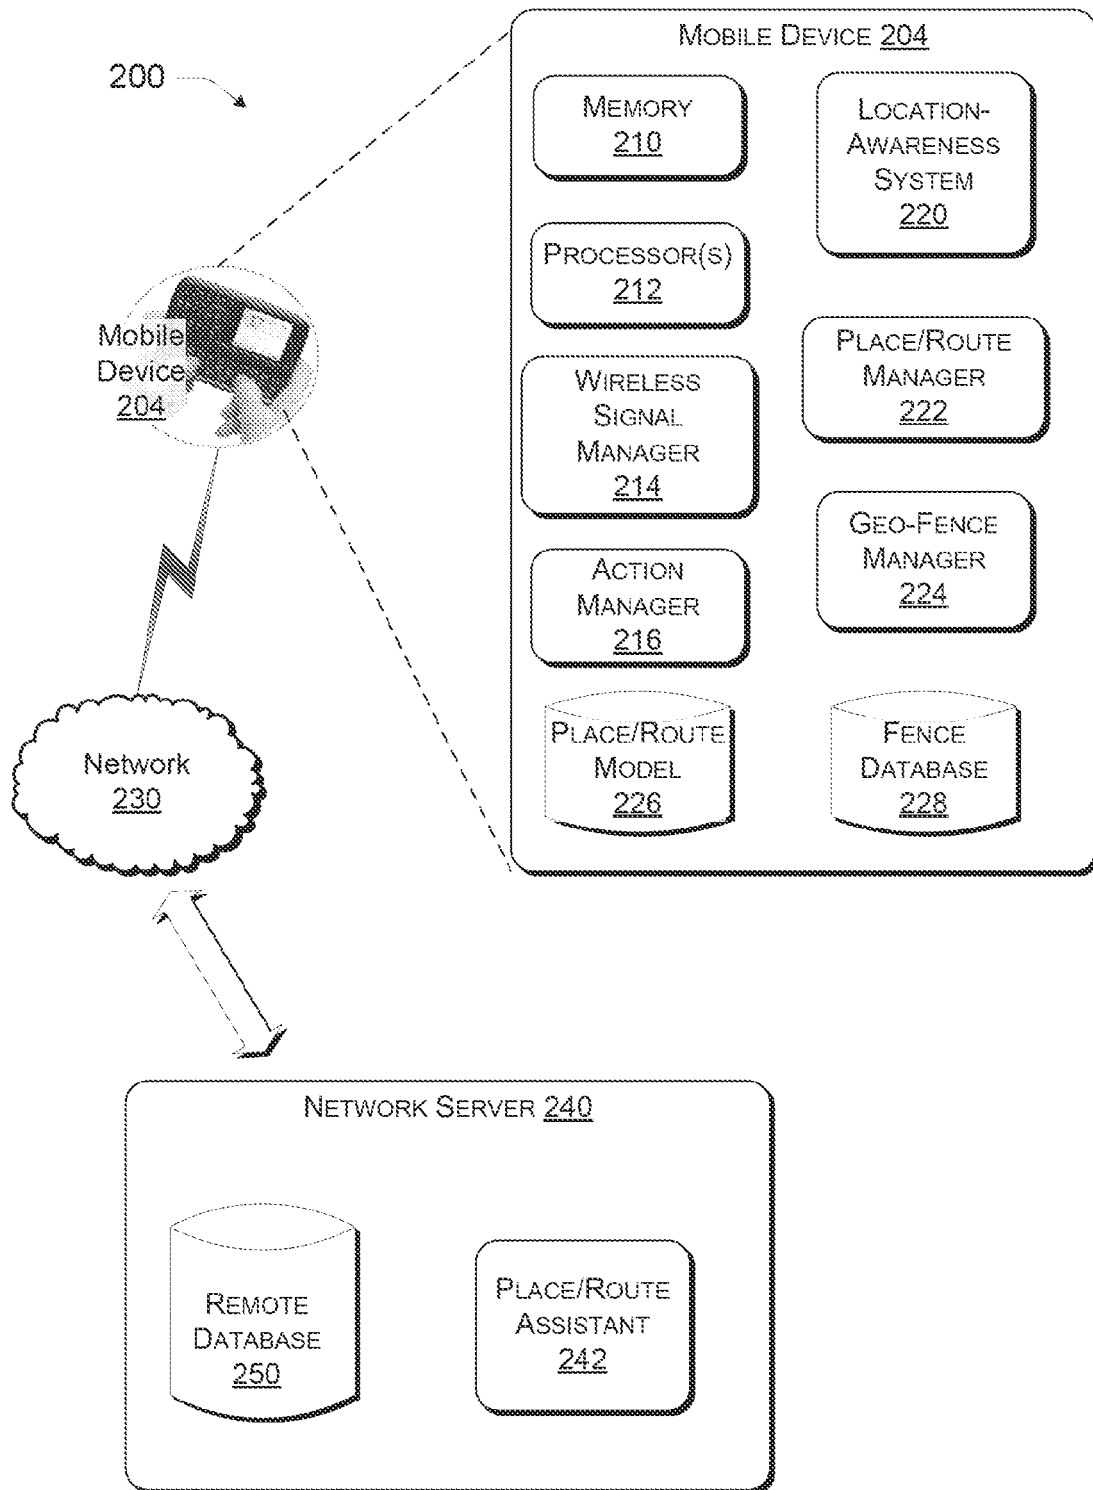 200
Mobile
Device
204
Network
230
MOBILE DEVICE 204
MEMORY
210
LOCATION-
AWARENESS
SYSTEM
220
PROCESSOR(S)
212
PLACE/ROUTE
MANAGER
222
WIRELESS
SIGNAL
MANAGER
214
GEO-FENCE
MANAGER
224
ACTION
MANAGER
216
PLACE/ROUTE
MODEL
226
FENCE
DATABASE
228
NETWORK SERVER 240
REMOTE
DATABASE
250
PLACE/ROUTE
ASSISTANT
242